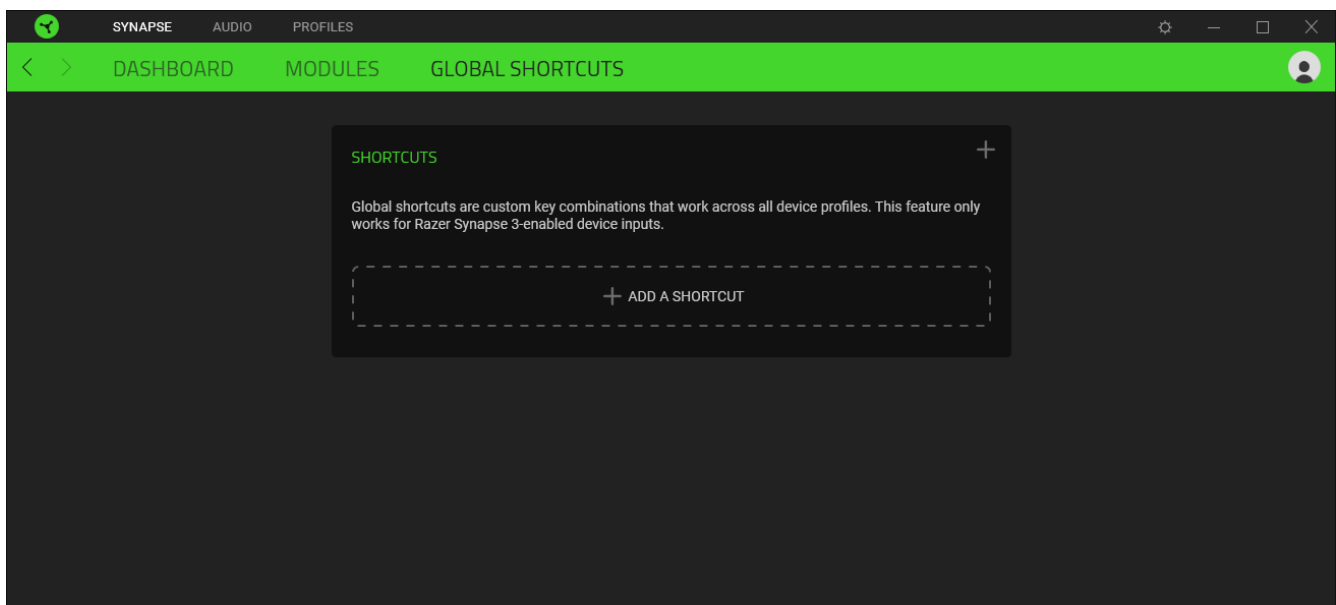 SYNAPSE AUDIO PROFILES
DASHBOARD MODULES GLOBAL SHORTCUTS
SHORTCUTS
Global shortcuts are custom key combinations that work across all device profiles. This feature only
works for Razer Synapse 3-enabled device inputs.
ADD A SHORTCUT